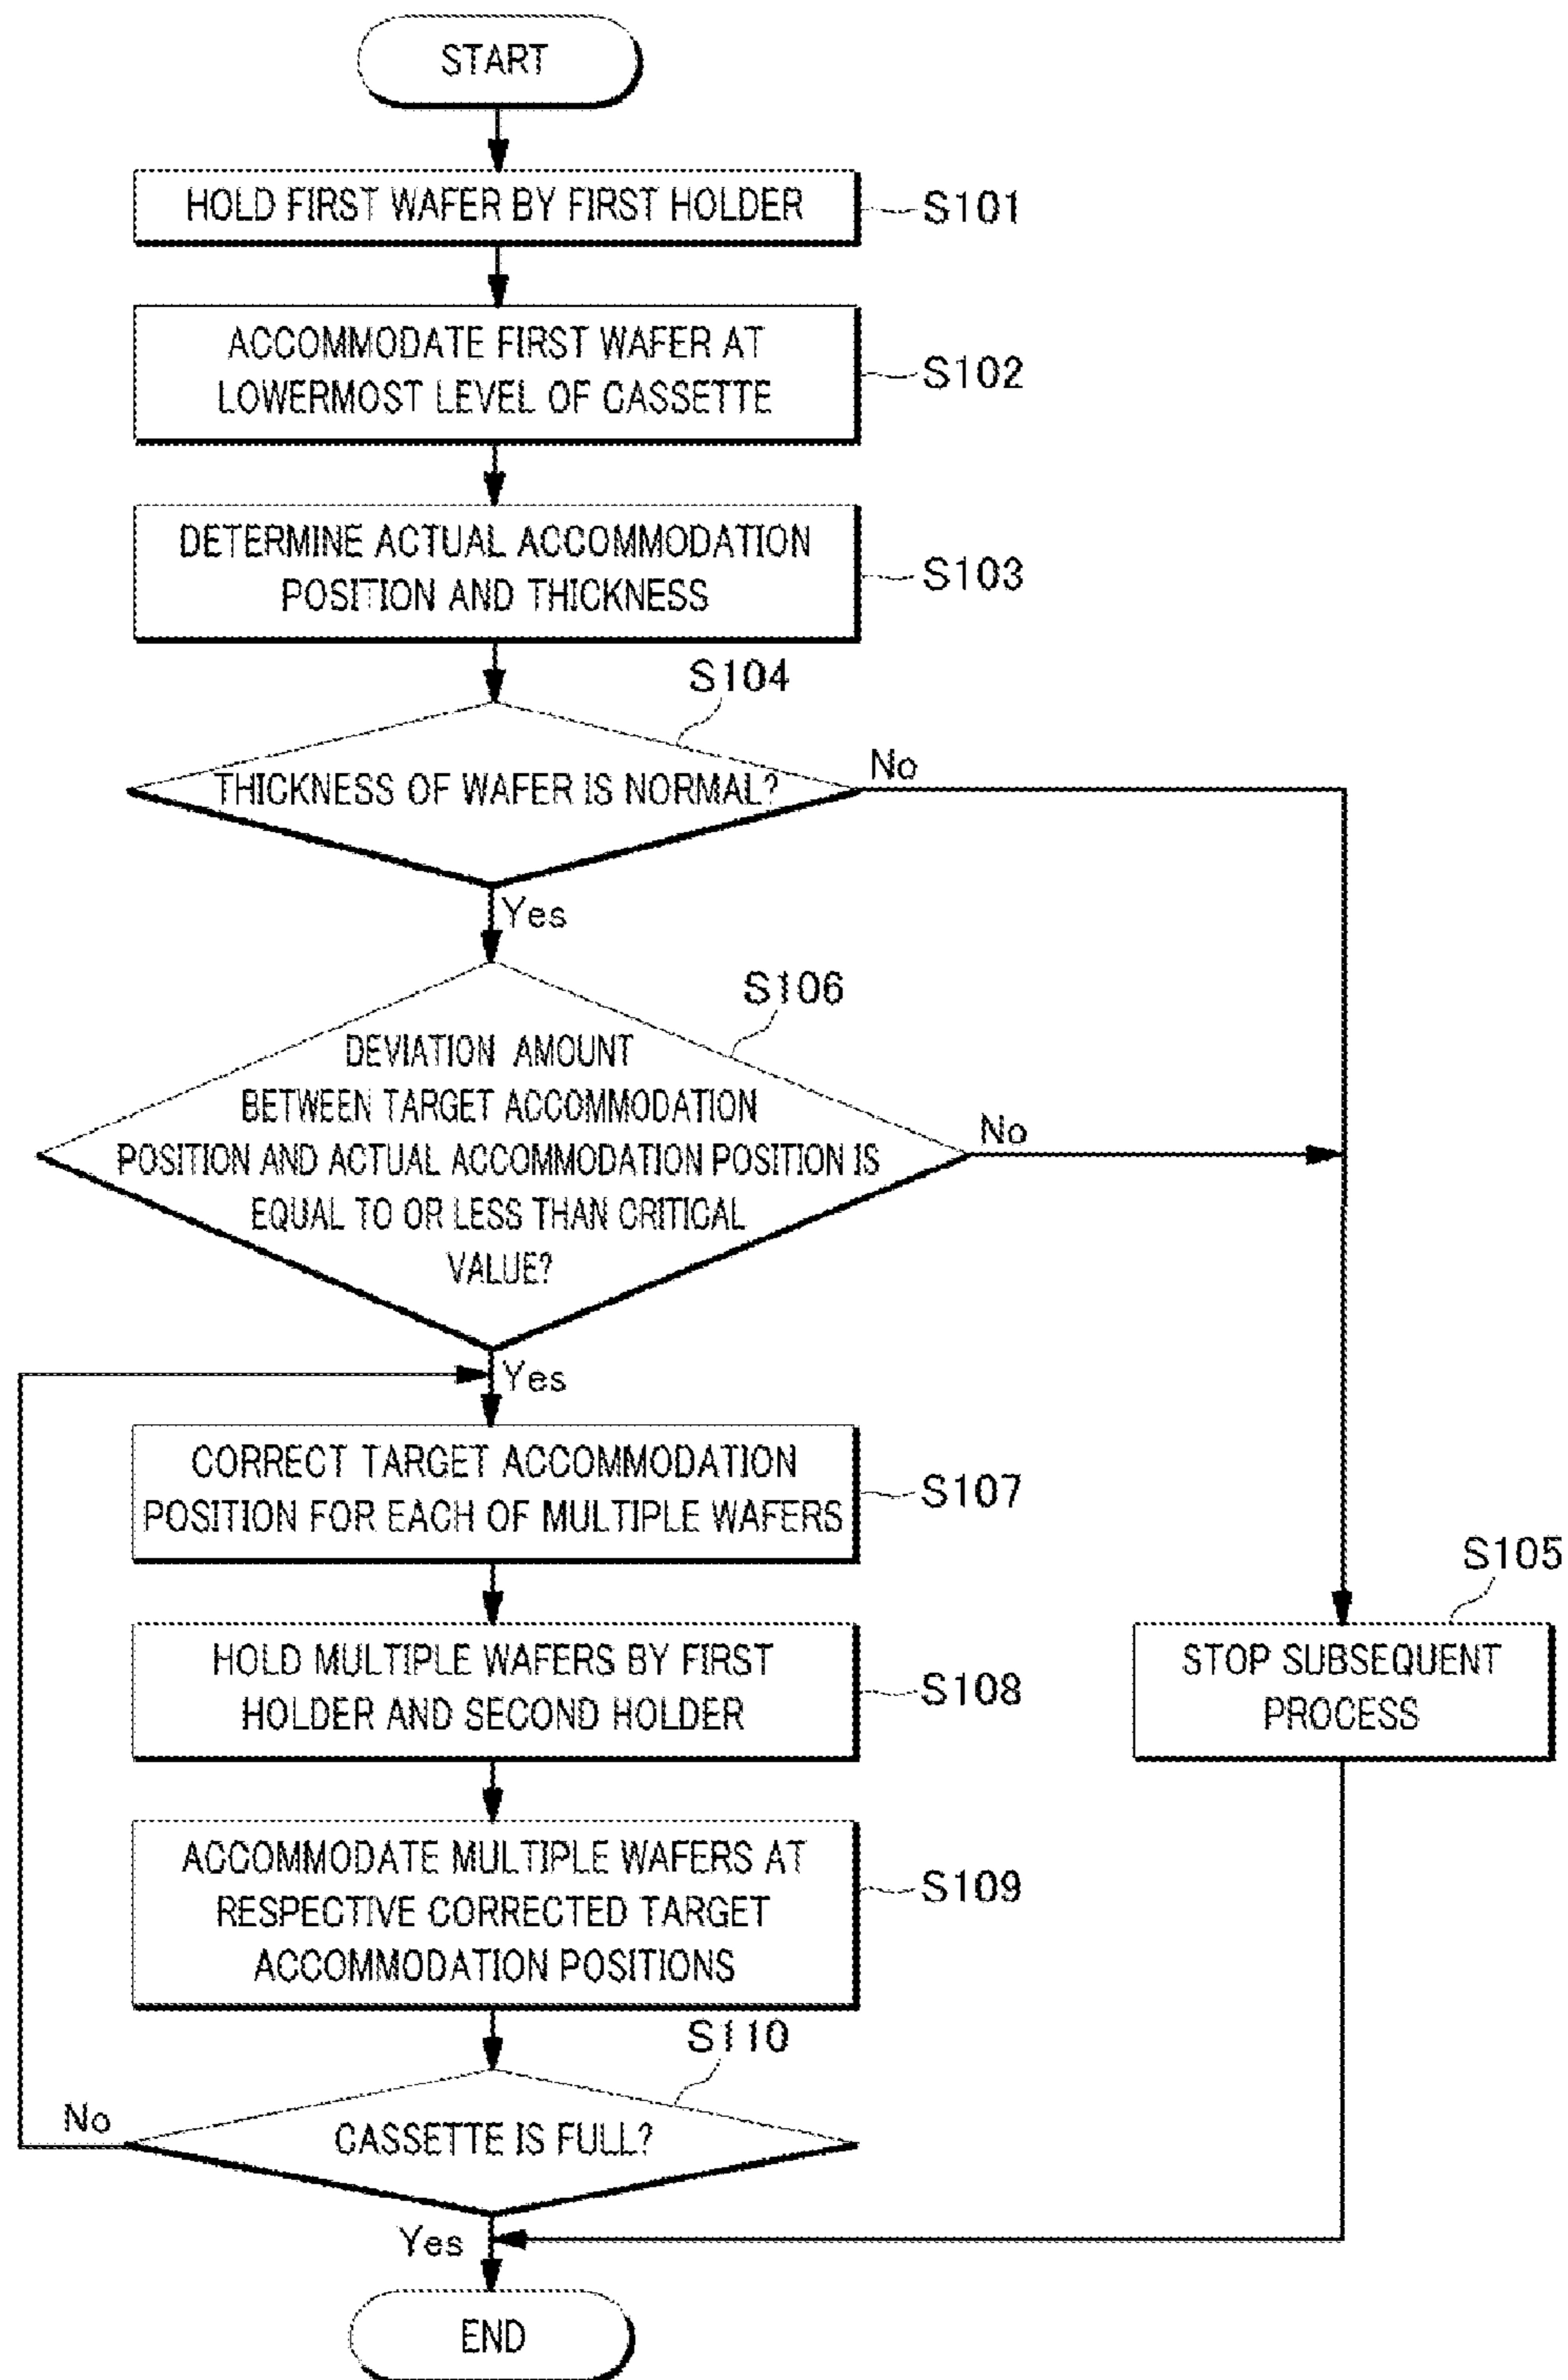 START
HOLD FIRST WAFER BY FIRST HOLDER
S101
ACCOMMODATE FIRST WAFER AT
LOWERMOST LEVEL OF CASSETTE
S102
DETERMINE ACTUAL ACCOMMODATION
POSITION AND THICKNESS
S103
S104
THICKNESS OF WAFER IS NORMAL?
No
Yes
S106
DEVIATION AMOUNT
BETWEEN TARGET ACCOMMODATION
POSITION AND ACTUAL ACCOMMODATION POSITION IS
EQUAL TO OR LESS THAN CRITICAL
VALUE?
No
Yes
CORRECT TARGET ACCOMMODATION
POSITION FOR EACH OF MULTIPLE WAFERS
S107
HOLD MULTIPLE WAFERS BY FIRST
HOLDER AND SECOND HOLDER
S108
S105
STOP SUBSEQUENT
PROCESS
ACCOMMODATE MULTIPLE WAFERS AT
RESPECTIVE CORRECTED TARGET
ACCOMMODATION POSITIONS
S109
S110
CASSETTE IS FULL?
No
Yes
END